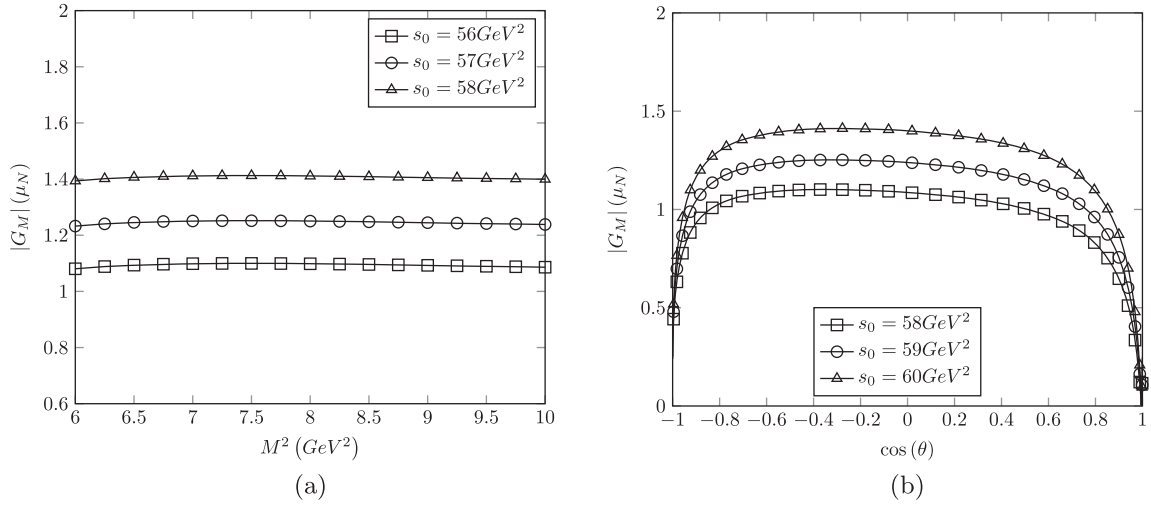 2
1.8
1.6
1.4
1.2
1
0.8
0.6
|G_M| (μ_N)
s_0 = 56GeV^2
s_0 = 57GeV^2
s_0 = 58GeV^2
6 6.5 7 7.5 8 8.5 9 9.5 10
M^2 (GeV^2)
(a)
2
1.5
1
0.5
0
|G_M| (μ_N)
s_0 = 58GeV^2
s_0 = 59GeV^2
s_0 = 60GeV^2
−1 −0.8 −0.6 −0.4 −0.2 0 0.2 0.4 0.6 0.8 1
cos (θ)
(b)